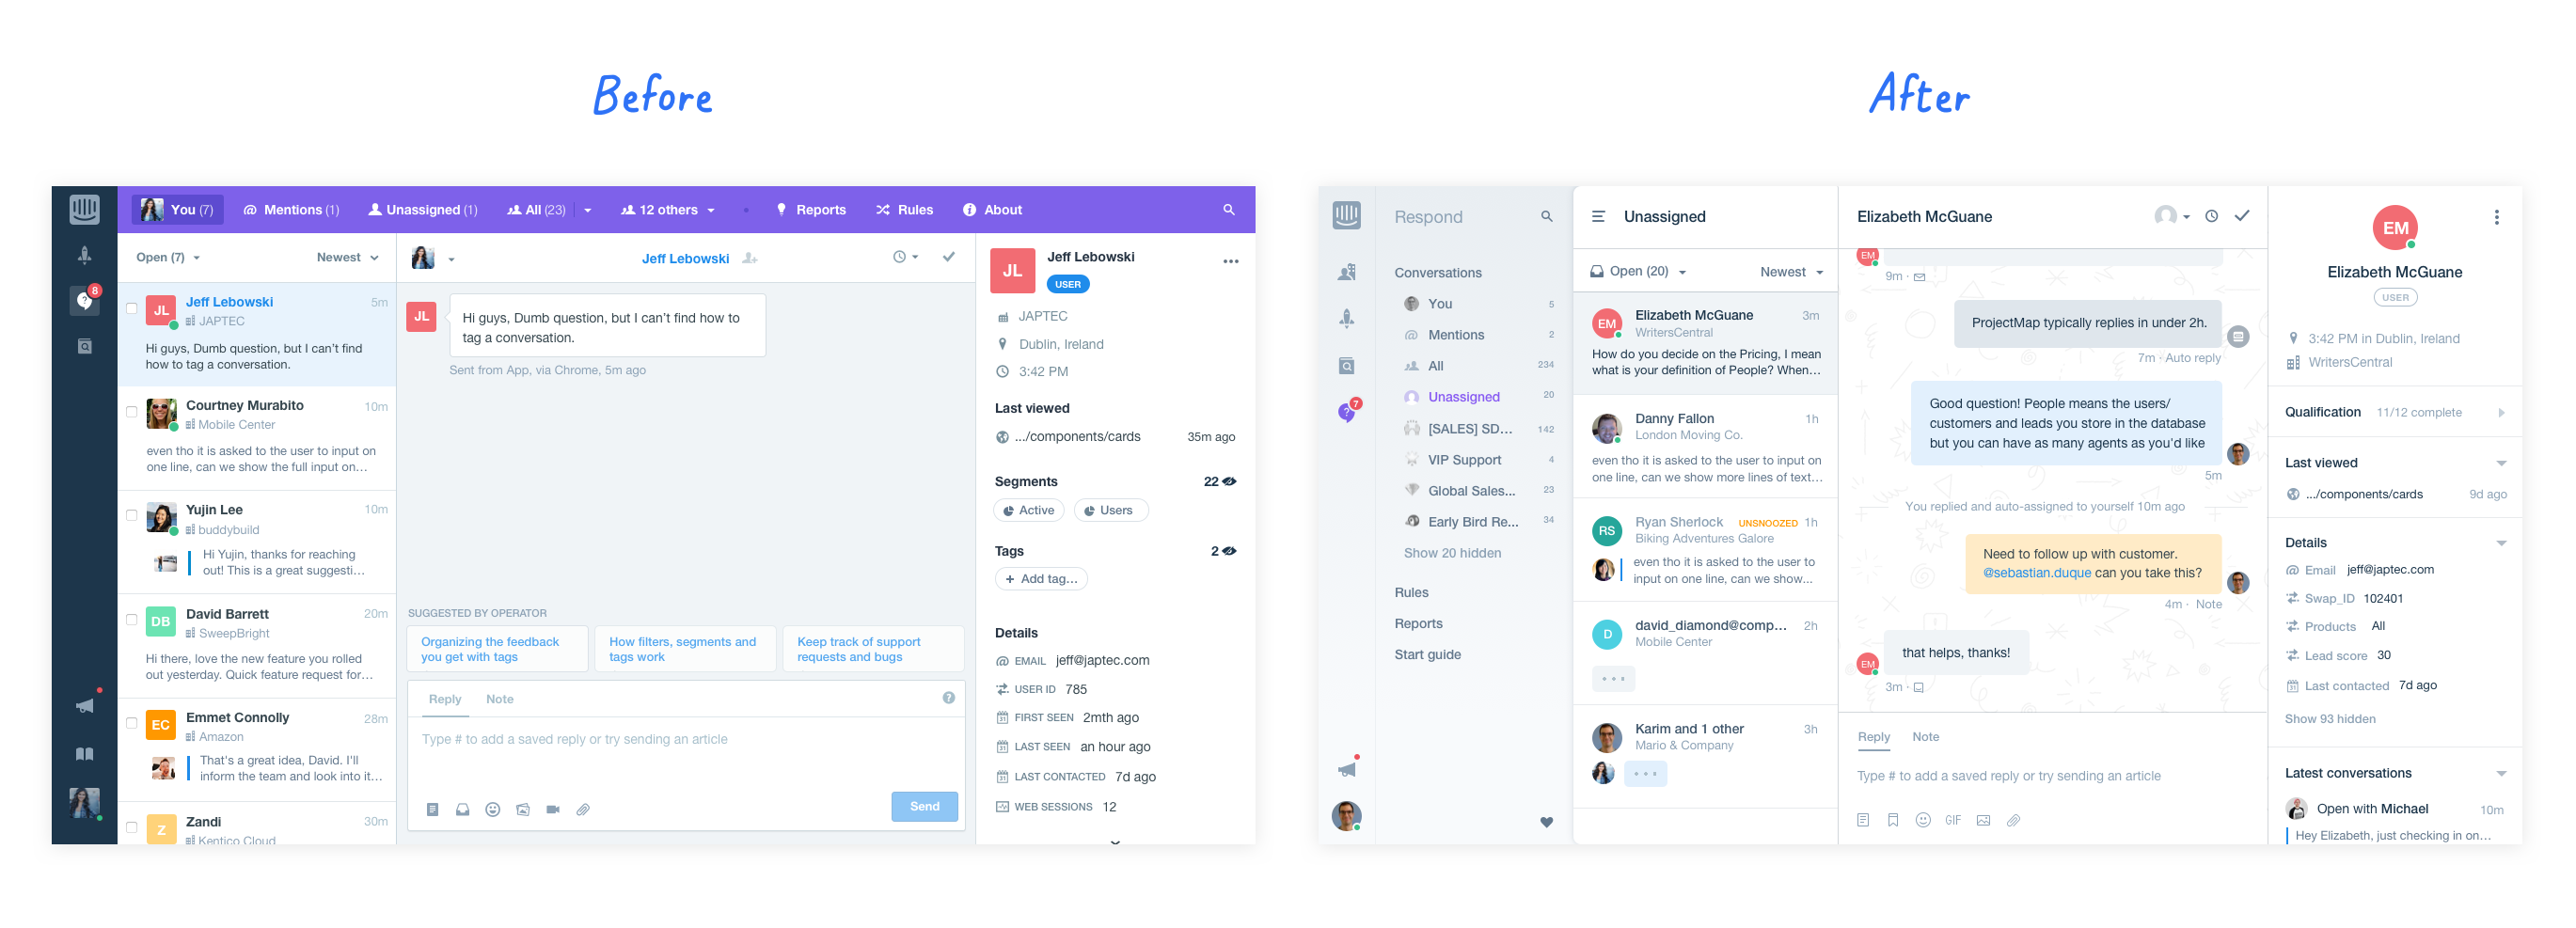 Before
After
You (7)
@ Mentions (1)
Unassigned (1)
All (23)
12 others
Reports
Rules
About
8
Open (7)
Newest
JL
Jeff Lebowski
5m
JAPTEC
Hi guys, Dumb question, but I can't find
how to tag a conversation.
Courtney Murabito
10m
Mobile Center
even tho it is asked to the user to input on
one line, can we show the full input on...
Yujin Lee
10m
buddybuild
Hi Yujin, thanks for reaching
out! This is a great suggesti...
DB
David Barrett
20m
SweepBright
Hi there, love the new feature you rolled
out yesterday. Quick feature request for...
EC
Emmet Connolly
28m
Amazon
That's a great idea, David. I'll
inform the team and look into it...
Z
Zandi
30m
Kentico Cloud
Jeff Lebowski
JL
Hi guys, Dumb question, but I can't find how to
tag a conversation.
Sent from App, via Chrome, 5m ago
SUGGESTED BY OPERATOR
Organizing the feedback
you get with tags
How filters, segments and
tags work
Keep track of support
requests and bugs
Reply
Note
?
Type # to add a saved reply or try sending an article
Send
JL
Jeff Lebowski
USER
JAPTEC
Dublin, Ireland
3:42 PM
Last viewed
.../components/cards
35m ago
Segments
22
Active
Users
Tags
2
+ Add tag...
Details
@ EMAIL jeff@japtec.com
USER ID 785
FIRST SEEN 2mth ago
LAST SEEN an hour ago
LAST CONTACTED 7d ago
WEB SESSIONS 12
7
Respond
Conversations
You 5
@ Mentions 2
All 234
Unassigned 20
[SALES] SD... 142
VIP Support 4
Global Sales... 23
Early Bird Re... 34
Show 20 hidden
Rules
Reports
Start guide
Unassigned
Open (20)
Newest
EM
Elizabeth McGuane
3m
WritersCentral
How do you decide on the Pricing, I mean
what is your definition of People? When...
Danny Fallon
1h
London Moving Co.
even tho it is asked to the user to input on
one line, can we show more lines of text...
RS
Ryan Sherlock
UNSNOOZED 1h
Biking Adventures Galore
even tho it is asked to the user to
input on one line, can we show...
D
david_diamond@comp...
2h
Mobile Center
Karim and 1 other
3h
Mario & Company
Elizabeth McGuane
EM
9m ·
ProjectMap typically replies in under 2h.
7m · Auto reply
Good question! People means the users/
customers and leads you store in the database
but you can have as many agents as you'd like
5m
You replied and auto-assigned to yourself 10m ago
Need to follow up with customer.
@sebastian.duque can you take this?
4m · Note
EM
that helps, thanks!
3m ·
Reply
Note
Type # to add a saved reply or try sending an article
GIF
EM
Elizabeth McGuane
USER
3:42 PM in Dublin, Ireland
WritersCentral
Qualification 11/12 complete
Last viewed
.../components/cards
9d ago
Details
@ Email jeff@japtec.com
Swap_ID 102401
Products All
Lead score 30
Last contacted 7d ago
Show 93 hidden
Latest conversations
Open with Michael
10m
Hey Elizabeth, just checking in on...